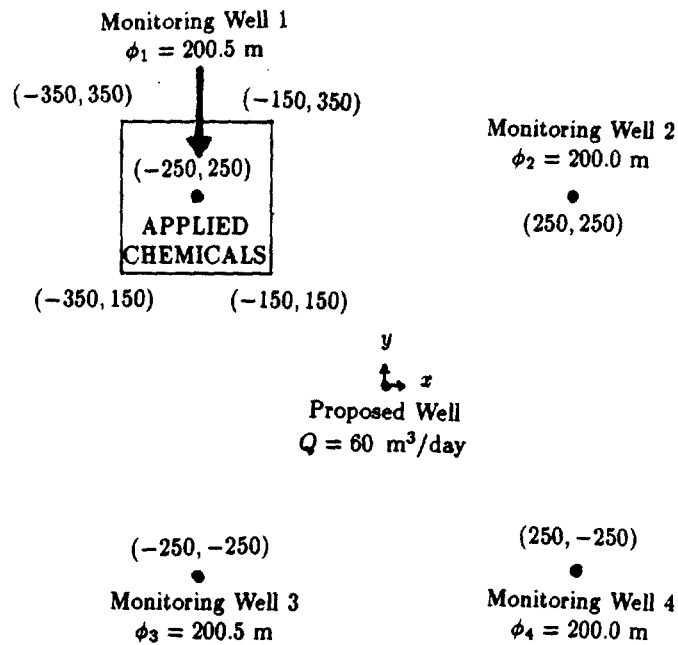 Monitoring Well 1
ϕ₁ = 200.5 m
(−350, 350)
(−150, 350)
(−250, 250)
APPLIED
CHEMICALS
(−350, 150)
(−150, 150)
Monitoring Well 2
ϕ₂ = 200.0 m
(250, 250)
y
x
Proposed Well
Q = 60 m³/day
(−250, −250)
Monitoring Well 3
ϕ₃ = 200.5 m
(250, −250)
Monitoring Well 4
ϕ₄ = 200.0 m